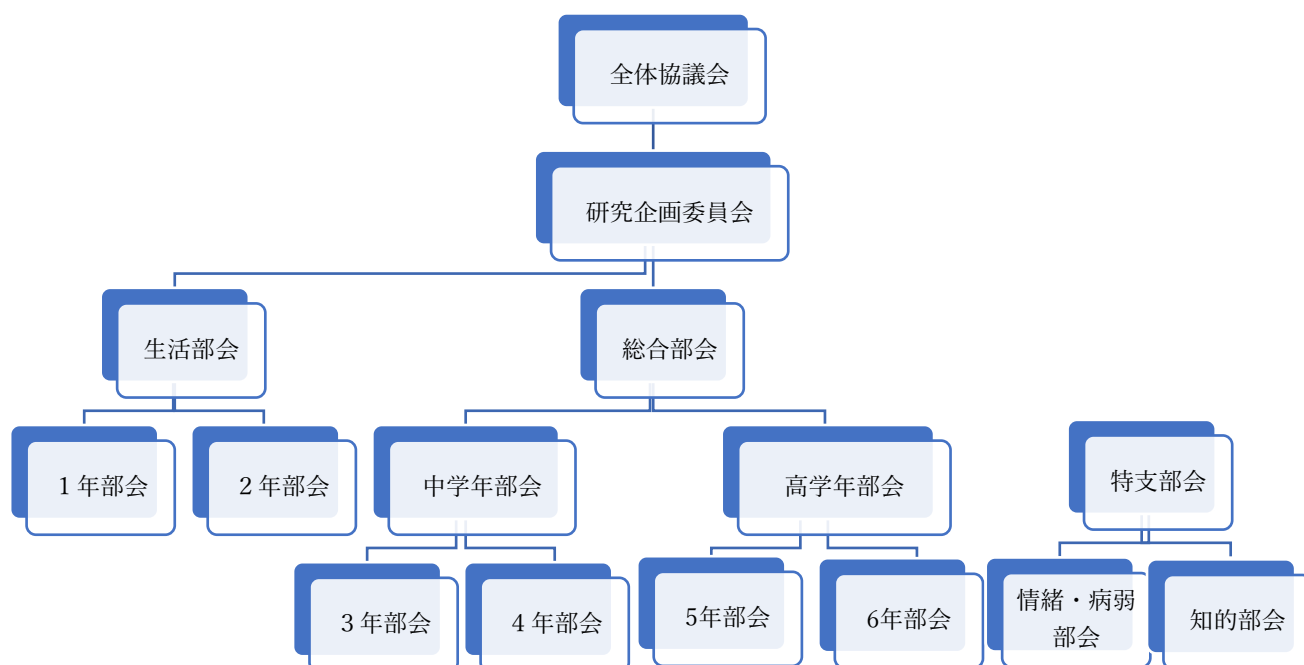 全体協議会
研究企画委員会
生活部会
総合部会
１年部会
２年部会
中学年部会
高学年部会
特支部会
３年部会
４年部会
5年部会
6年部会
情緒・病弱
部会
知的部会